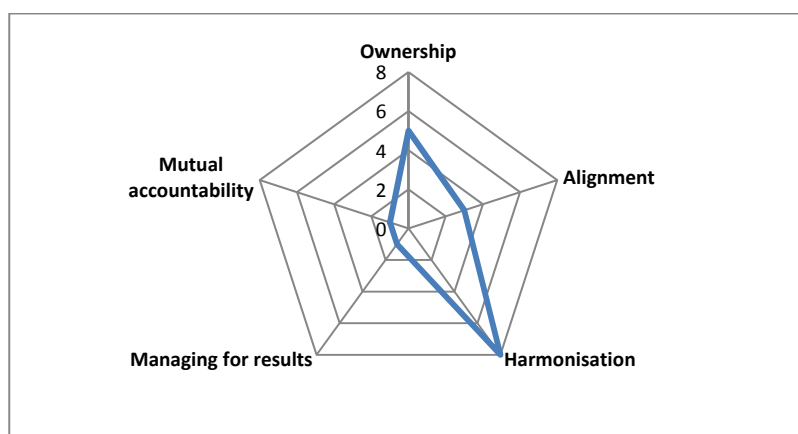 Ownership
8
6
4
2
0
Alignment
Harmonisation
Managing for results
Mutual
accountability